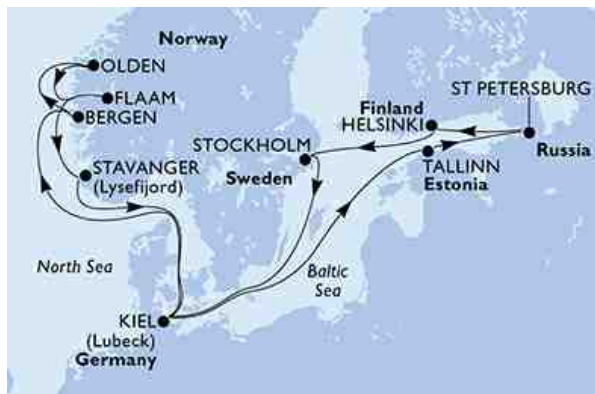 Norway
OLDEN
FLAAM
BERGEN
ST PETERSBURG
Finland
HELSINKI
STOCKHOLM
Russia
TALLINN
Estonia
STAVANGER
(Lysefijord)
Sweden
North Sea
Baltic
Sea
KIEL
(Lubeck)
Germany